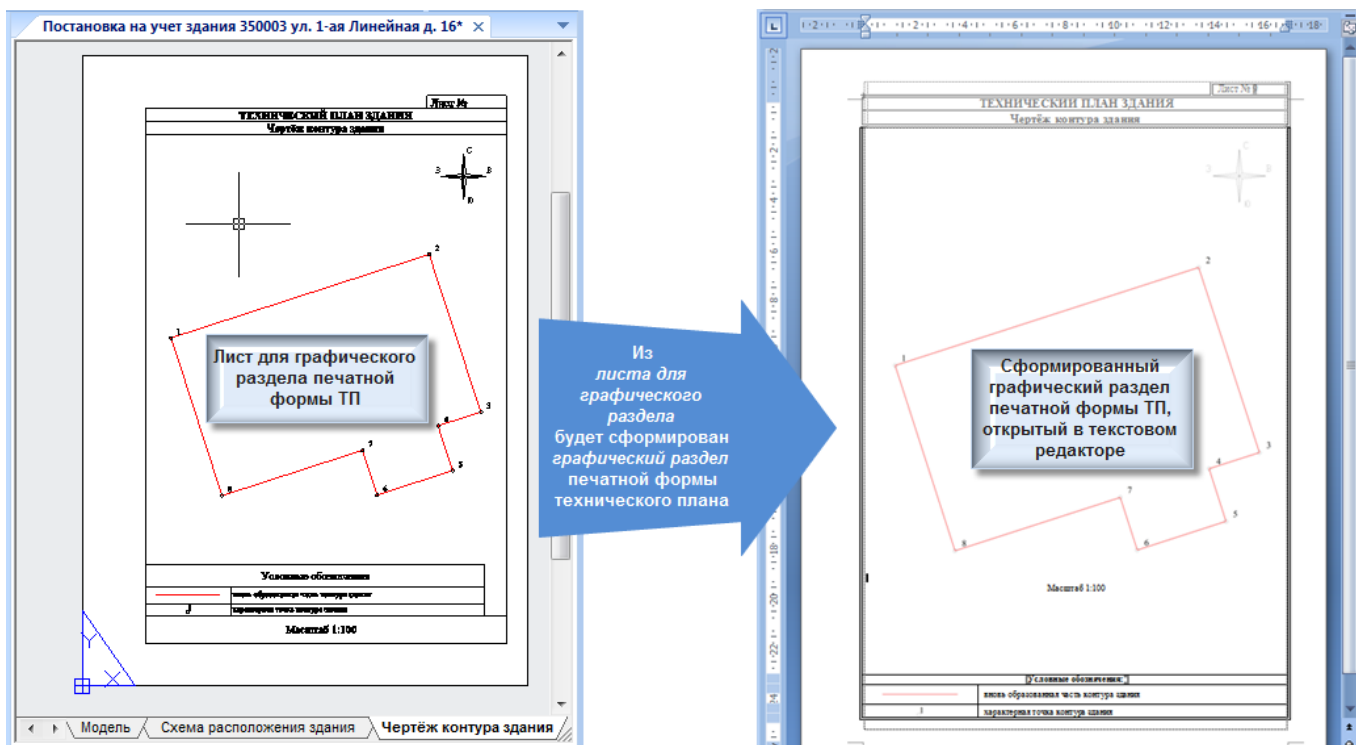 Постановка на учет здания 350003 ул. 1-ая Линейная д. 16*
Лист №
ТЕХНИЧЕСКИЙ ПЛАН ЗДАНИЯ
Чертёж контура здания
С
З
В
Ю
1
2
3
4
5
6
7
8
Лист для графического
раздела печатной
формы ТП
Условные обозначения
вновь образованная часть контура здания
характерная точка контура здания
Масштаб 1:100
Y
X
Модель
Схема расположения здания
Чертёж контура здания
Из
листа для
графического
раздела
будет сформирован
графический раздел
печатной формы
технического плана
Лист №
ТЕХНИЧЕСКИЙ ПЛАН ЗДАНИЯ
Чертёж контура здания
С
З
В
Ю
1
2
3
4
5
6
7
8
Сформированный
графический раздел
печатной формы ТП,
открытый в текстовом
редакторе
Масштаб 1:100
Условные обозначения:
вновь образованная часть контура здания
1
характерная точка контура здания